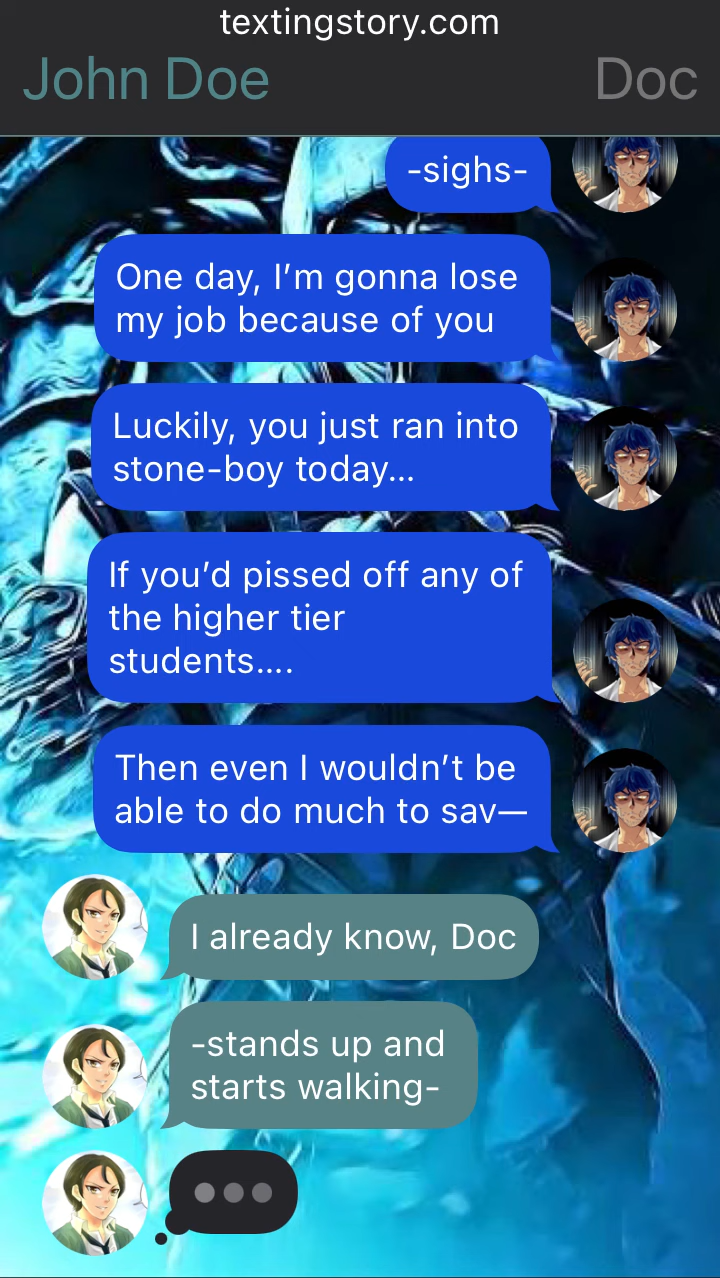 textingstory.com
John Doe
Doc
-sighs-
One day, I’m gonna lose
my job because of you
Luckily, you just ran into
stone-boy today...
If you’d pissed off any of
the higher tier
students....
Then even I wouldn’t be
able to do much to sav—
I already know, Doc
-stands up and
starts walking-